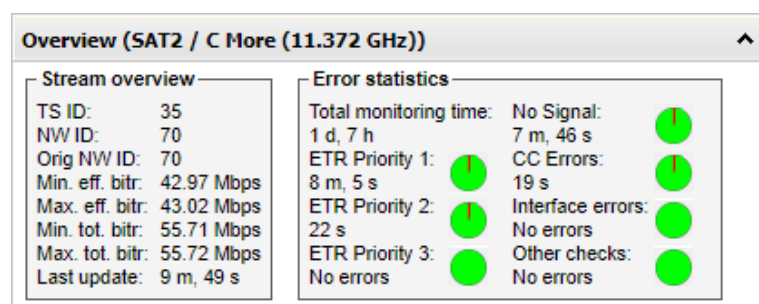 Overview (SAT2 / C More (11.372 GHz))
Stream overview
TS ID: 35
NW ID: 70
Orig NW ID: 70
Min. eff. bitr: 42.97 Mbps
Max. eff. bitr: 43.02 Mbps
Min. tot. bitr: 55.71 Mbps
Max. tot. bitr: 55.72 Mbps
Last update: 9 m, 49 s
Error statistics
Total monitoring time:
1 d, 7 h
ETR Priority 1:
8 m, 5 s
ETR Priority 2:
22 s
ETR Priority 3:
No errors
No Signal:
7 m, 46 s
CC Errors:
19 s
Interface errors:
No errors
Other checks:
No errors